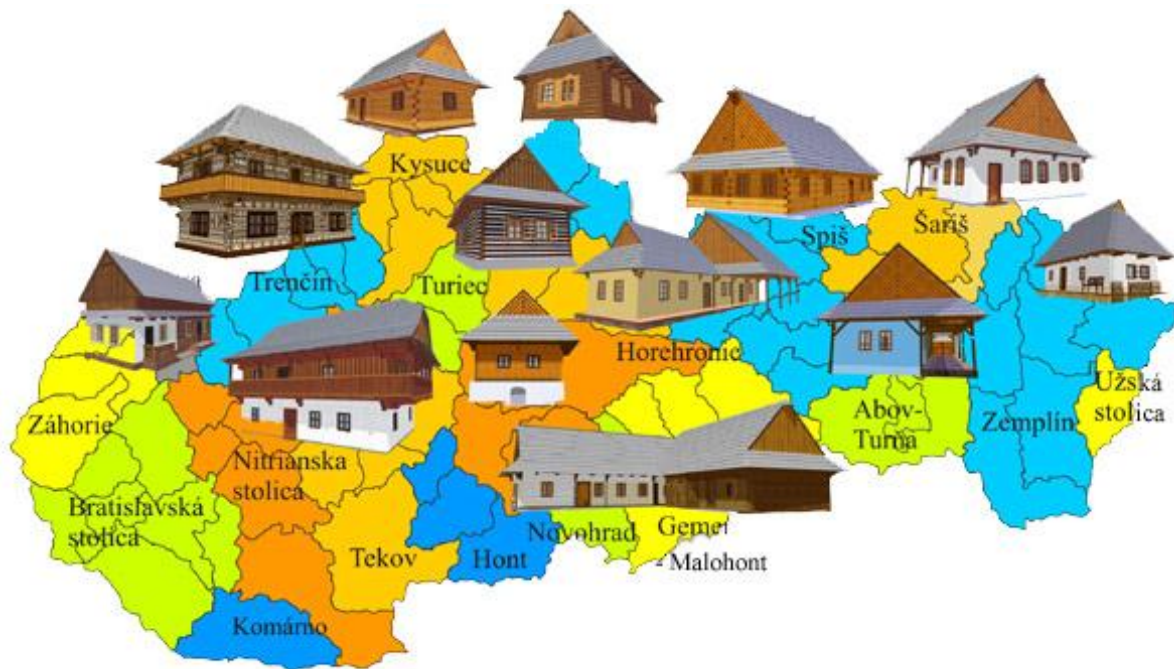 Kysuce
Spiš
Šariš
Trenčín
Turiec
Horehronie
Záhorie
Užská
stolica
Abov-
Turna
Zemplín
Nitrianska
stolica
Bratislavská
stolica
Novohrad
Gemer
- Malohont
Tekov
Hont
Komárno